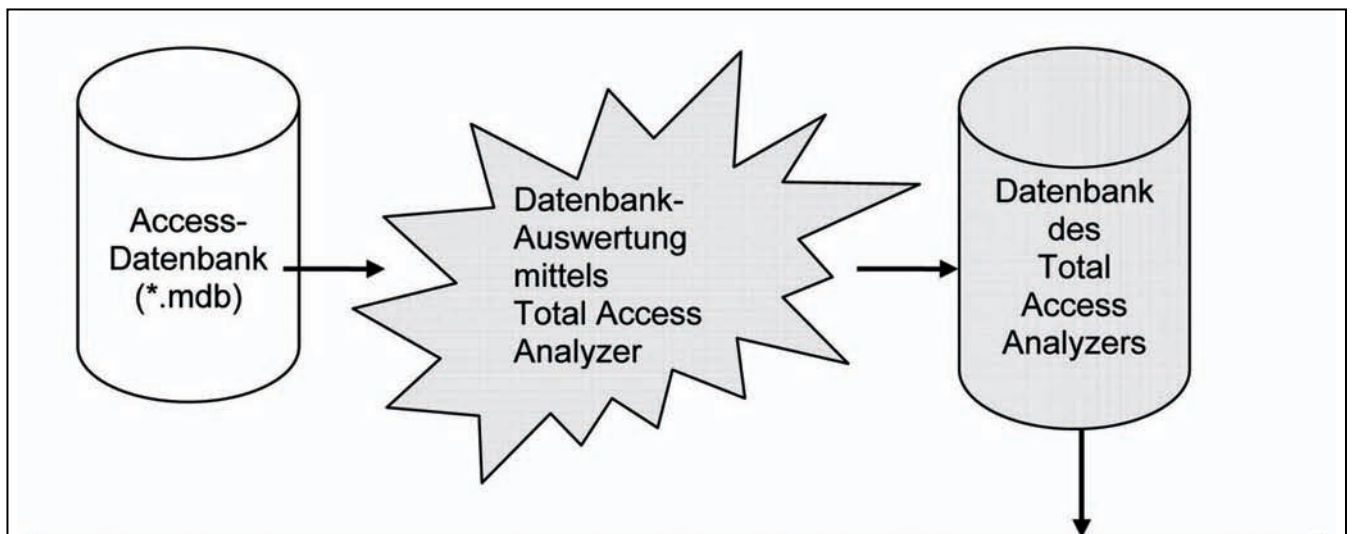 Access-
Datenbank
(*.mdb)
Datenbank-
Auswertung
mittels
Total Access
Analyzer
Datenbank
des
Total
Access
Analyzers